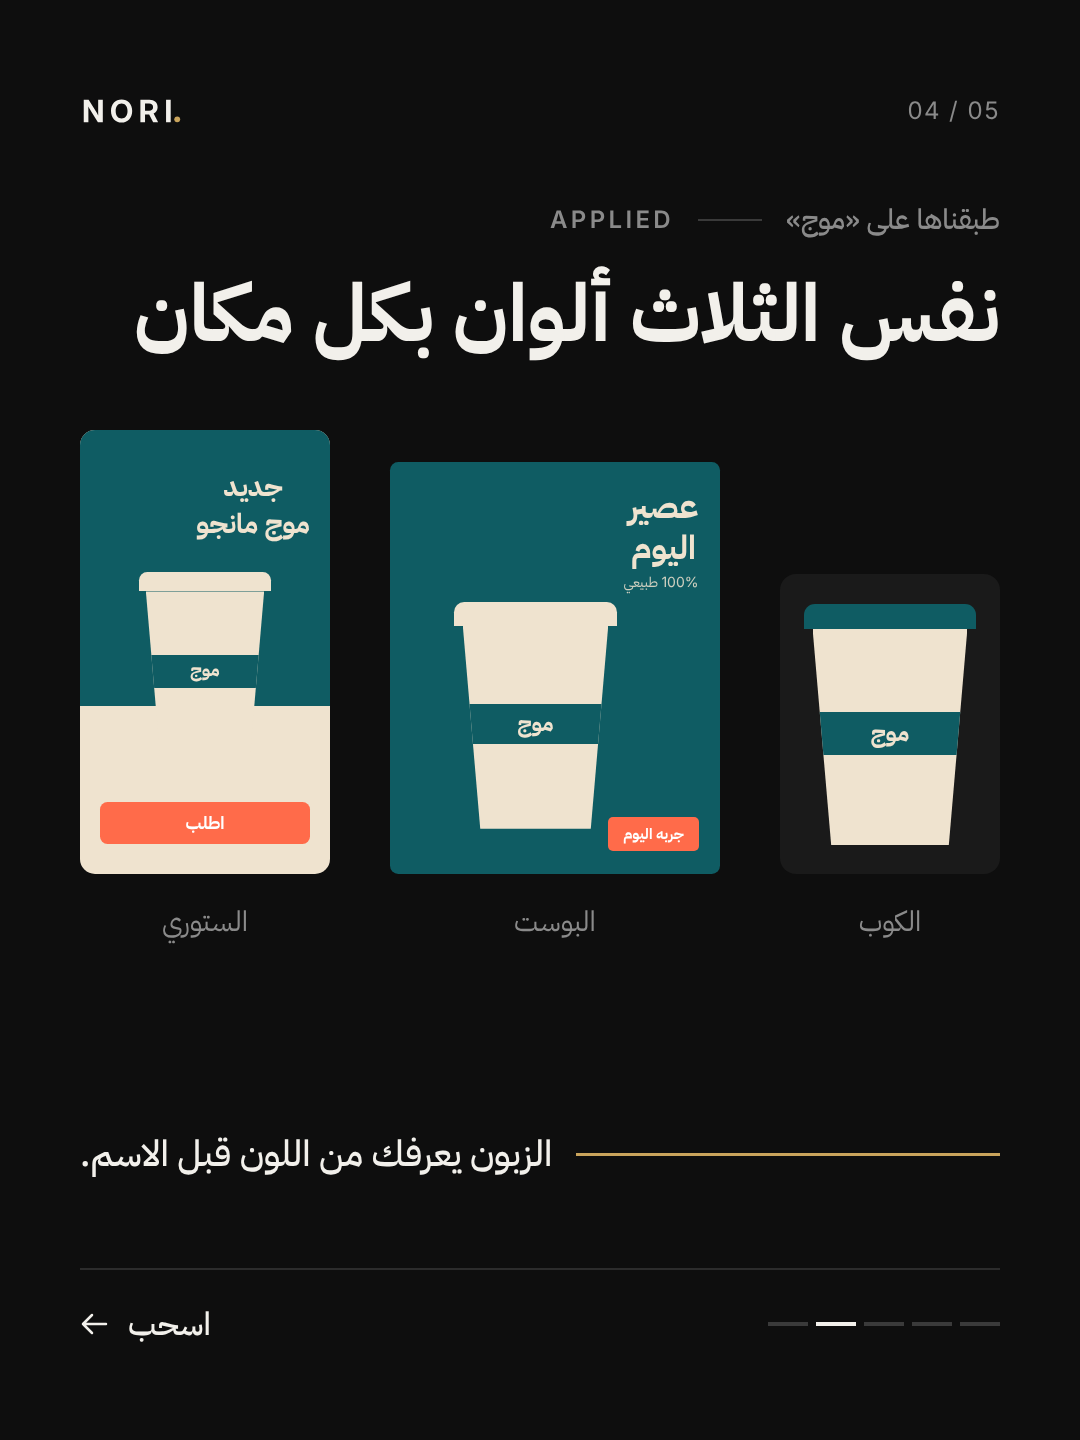 NORI.
04 / 05
طبقناها على «موج» APPLIED
نفس الثلاث ألوان بكل مكان
موج
الكوب
عصير
اليوم
100% طبيعي
موج
جربه اليوم
البوست
جديد
موج مانجو
موج
اطلب
الستوري
الزبون يعرفك من اللون قبل الاسم.
اسحب ←